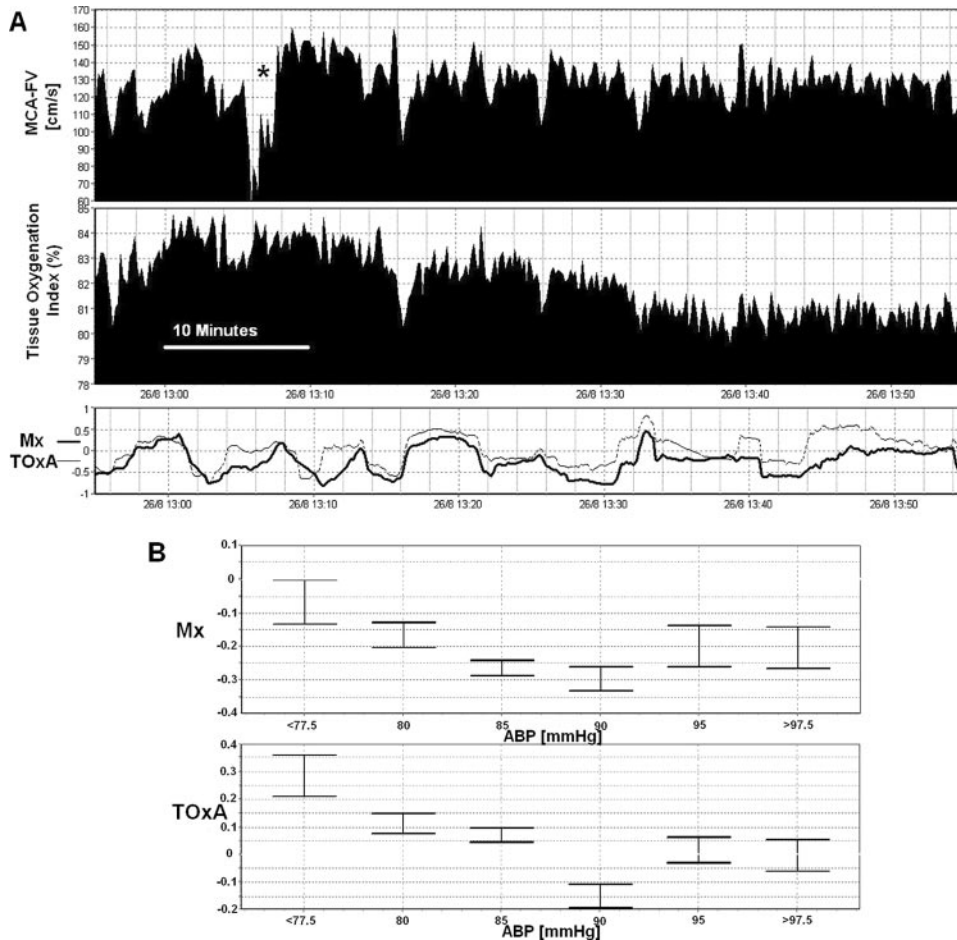 A
MCA-FV
[cm/s]
170
160
150
140
130
120
110
100
90
80
70
60
*
Tissue Oxygenation
Index (%)
85
84
83
82
81
80
79
78
10 Minutes
26/8 13:00 26/8 13:10 26/8 13:20 26/8 13:30 26/8 13:40 26/8 13:50
Mx
TOxA
1
0.5
0
-0.5
-1
26/8 13:00 26/8 13:10 26/8 13:20 26/8 13:30 26/8 13:40 26/8 13:50
B
Mx
0.1
0
-0.1
-0.2
-0.3
-0.4
<77.5 80 85 90 95 >97.5
ABP [mmHg]
TOxA
0.4
0.3
0.2
0.1
0
-0.1
-0.2
<77.5 80 85 90 95 >97.5
ABP [mmHg]